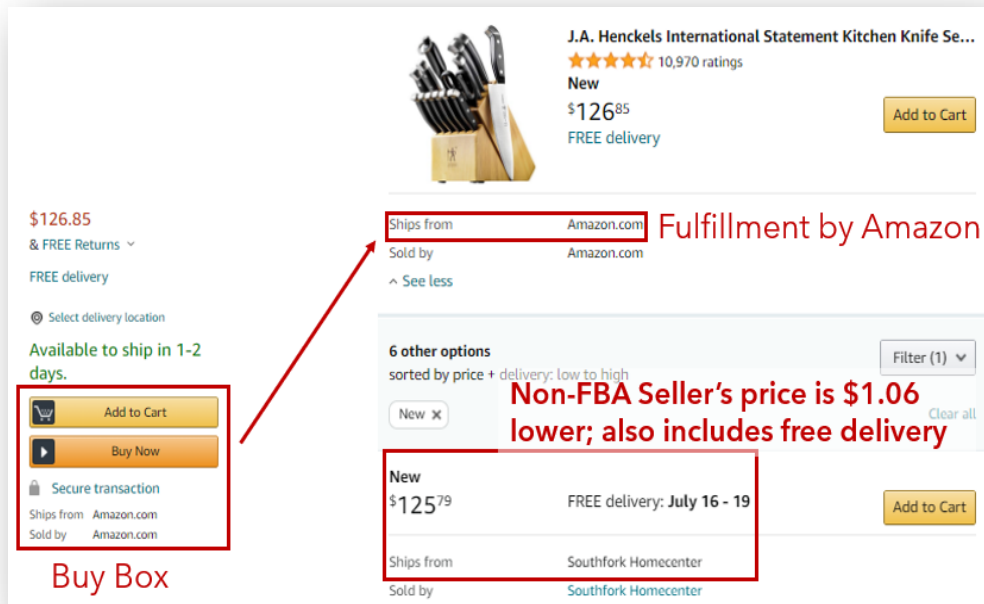 J.A. Henckels International Statement Kitchen Knife Se...
10,970 ratings
New
$12685
FREE delivery
Add to Cart
$126.85
& FREE Returns
FREE delivery
Select delivery location
Available to ship in 1-2
days.
Add to Cart
Buy Now
Secure transaction
Ships from Amazon.com
Sold by Amazon.com
Buy Box
Ships from Amazon.com
Fulfillment by Amazon
Sold by Amazon.com
See less
6 other options
sorted by price + delivery: low to high
Filter (1)
New
Clear all
Non-FBA Seller's price is $1.06
lower; also includes free delivery
New
$12579
FREE delivery: July 16 - 19
Add to Cart
Ships from Southfork Homecenter
Sold by Southfork Homecenter